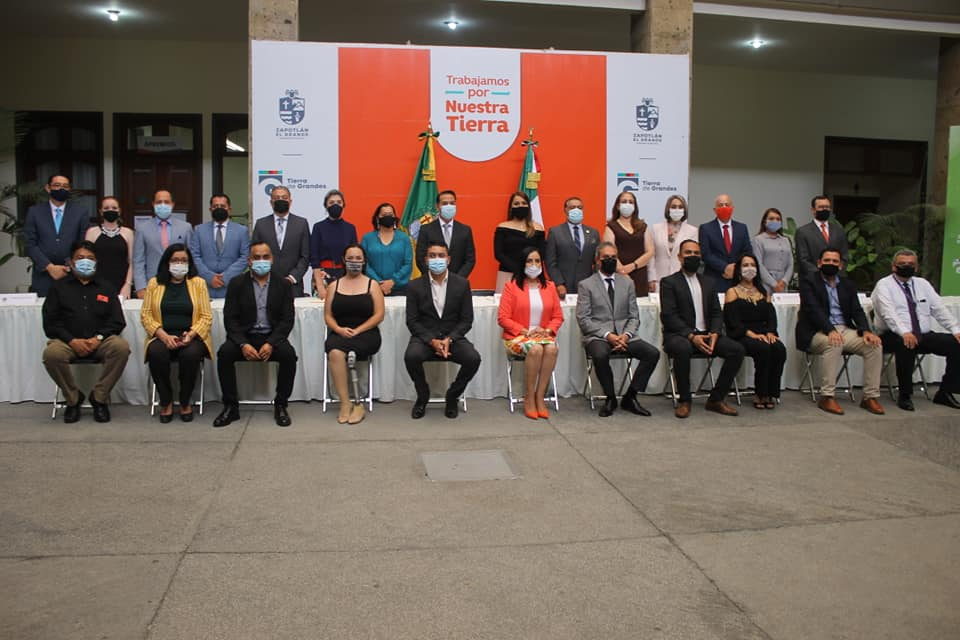 Trabajamos
por
Nuestra
Tierra
ZAPOTLÁN
EL GRANDE
Tierra
de Grandes
ZAPOTLÁN
EL GRANDE
Tierra
de Grandes